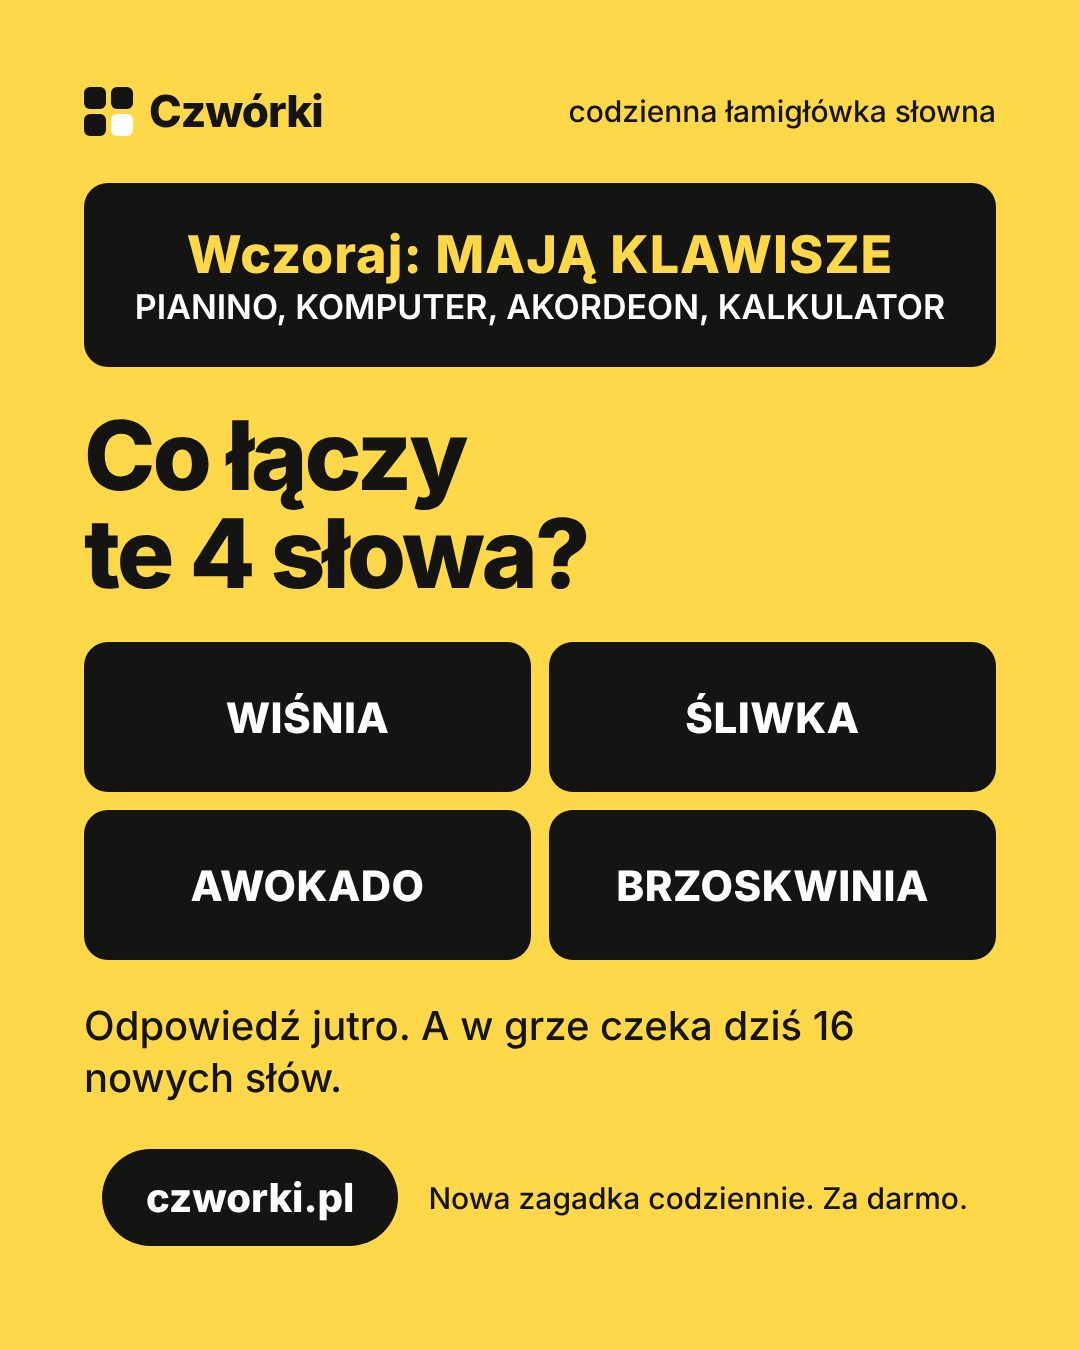 Czwórki
codzienna łamigłówka słowna
Wczoraj: MAJĄ KLAWISZE
PIANINO, KOMPUTER, AKORDEON, KALKULATOR
Co łączy
te 4 słowa?
WIŚNIA
ŚLIWKA
AWOKADO
BRZOSKWINIA
Odpowiedź jutro. A w grze czeka dziś 16
nowych słów.
czworki.pl
Nowa zagadka codziennie. Za darmo.